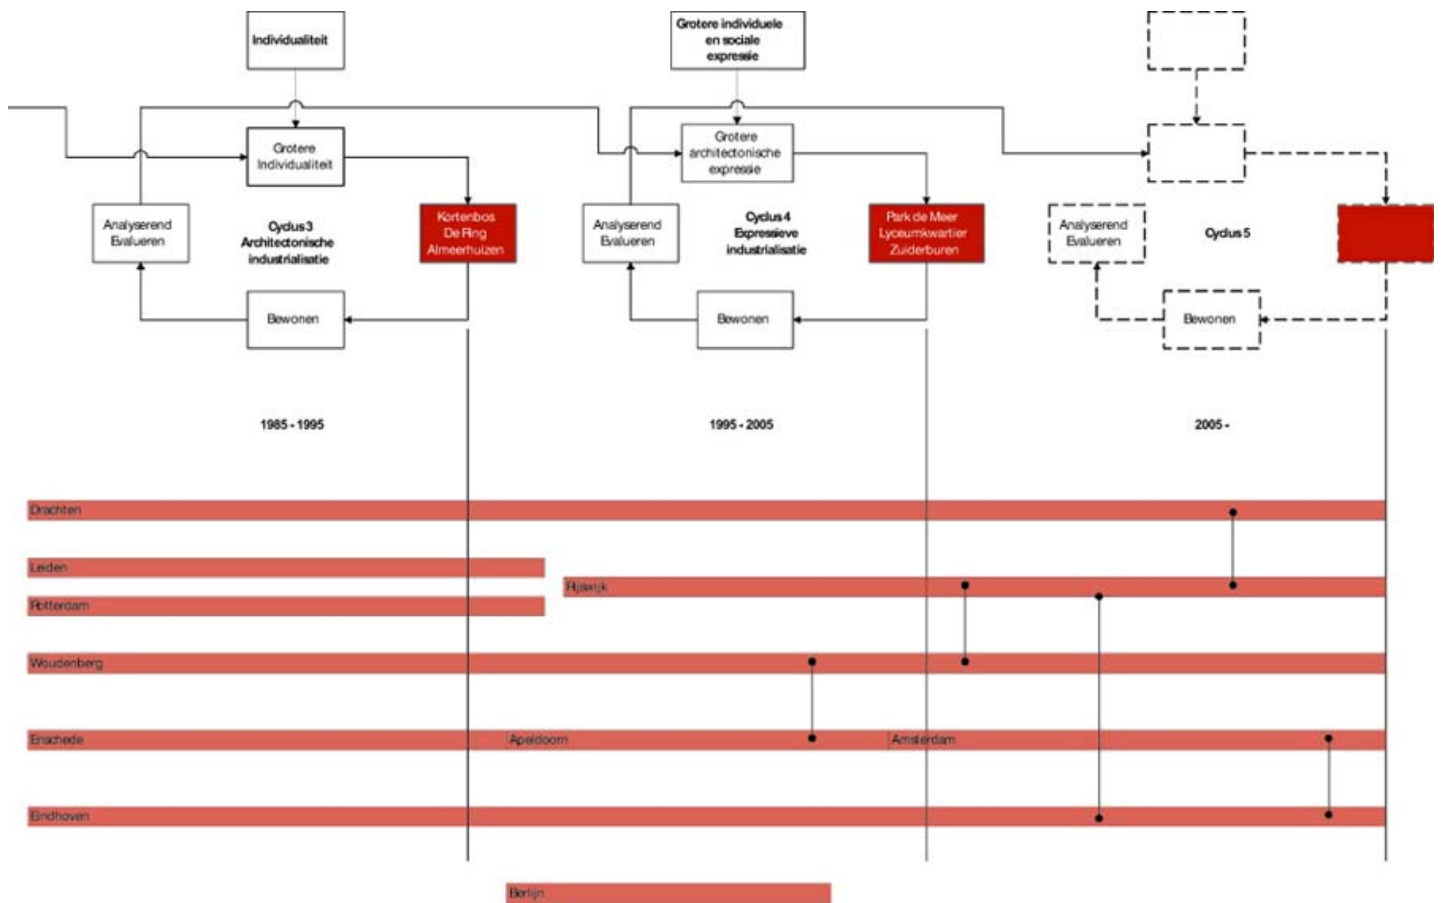 Individualiteit
Grotere individuele
en sociale
expressie
Grotere
Individualiteit
Grotere
architectonische
expressie
Analyserend
Evalueren
Cyclus 3
Architectonische
industrialisatie
Kortenbos
De Ring
Almeerhuizen
Analyserend
Evalueren
Cyclus 4
Expressieve
industrialisatie
Park de Meer
Lyceumkwartier
Zuiderburen
Analyserend
Evalueren
Cyclus 5
Bewonen
Bewonen
Bewonen
1985 - 1995
1995 - 2005
2005 -
Drachten
Leiden
Rijswijk
Rotterdam
Woudenberg
Enschede
Apeldoorn
Amsterdam
Eindhoven
Berlijn